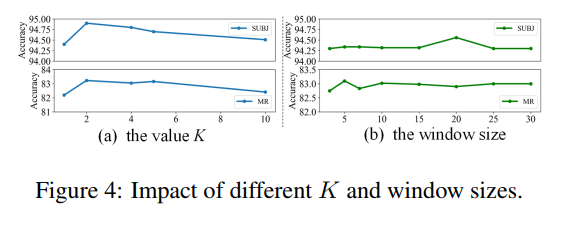 95.00
94.75
94.50
94.25
94.00
Accuracy
SUBJ
84
83
82
81
Accuracy
MR
2 4 6 8 10
(a) the value K
95.00
94.75
94.50
94.25
94.00
Accuracy
SUBJ
83.5
83.0
82.5
82.0
Accuracy
MR
5 10 15 20 25 30
(b) the window size
Figure 4: Impact of different K and window sizes.